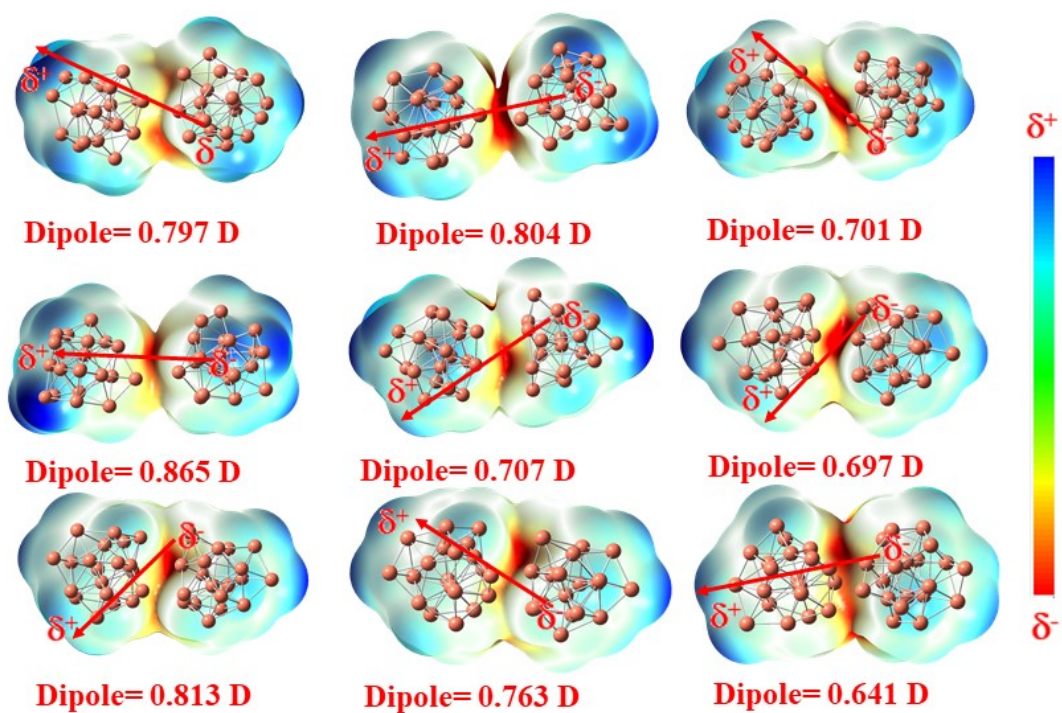 δ⁺
δ
δ⁺
δ⁻
δ⁺
δ⁻
δ⁺
Dipole= 0.797 D
Dipole= 0.804 D
Dipole= 0.701 D
δ⁺
δ⁻
δ⁺
δ⁻
δ⁺
δ⁻
Dipole= 0.865 D
Dipole= 0.707 D
Dipole= 0.697 D
δ⁺
δ⁻
δ⁺
δ⁻
δ⁺
δ⁻
δ⁻
Dipole= 0.813 D
Dipole= 0.763 D
Dipole= 0.641 D